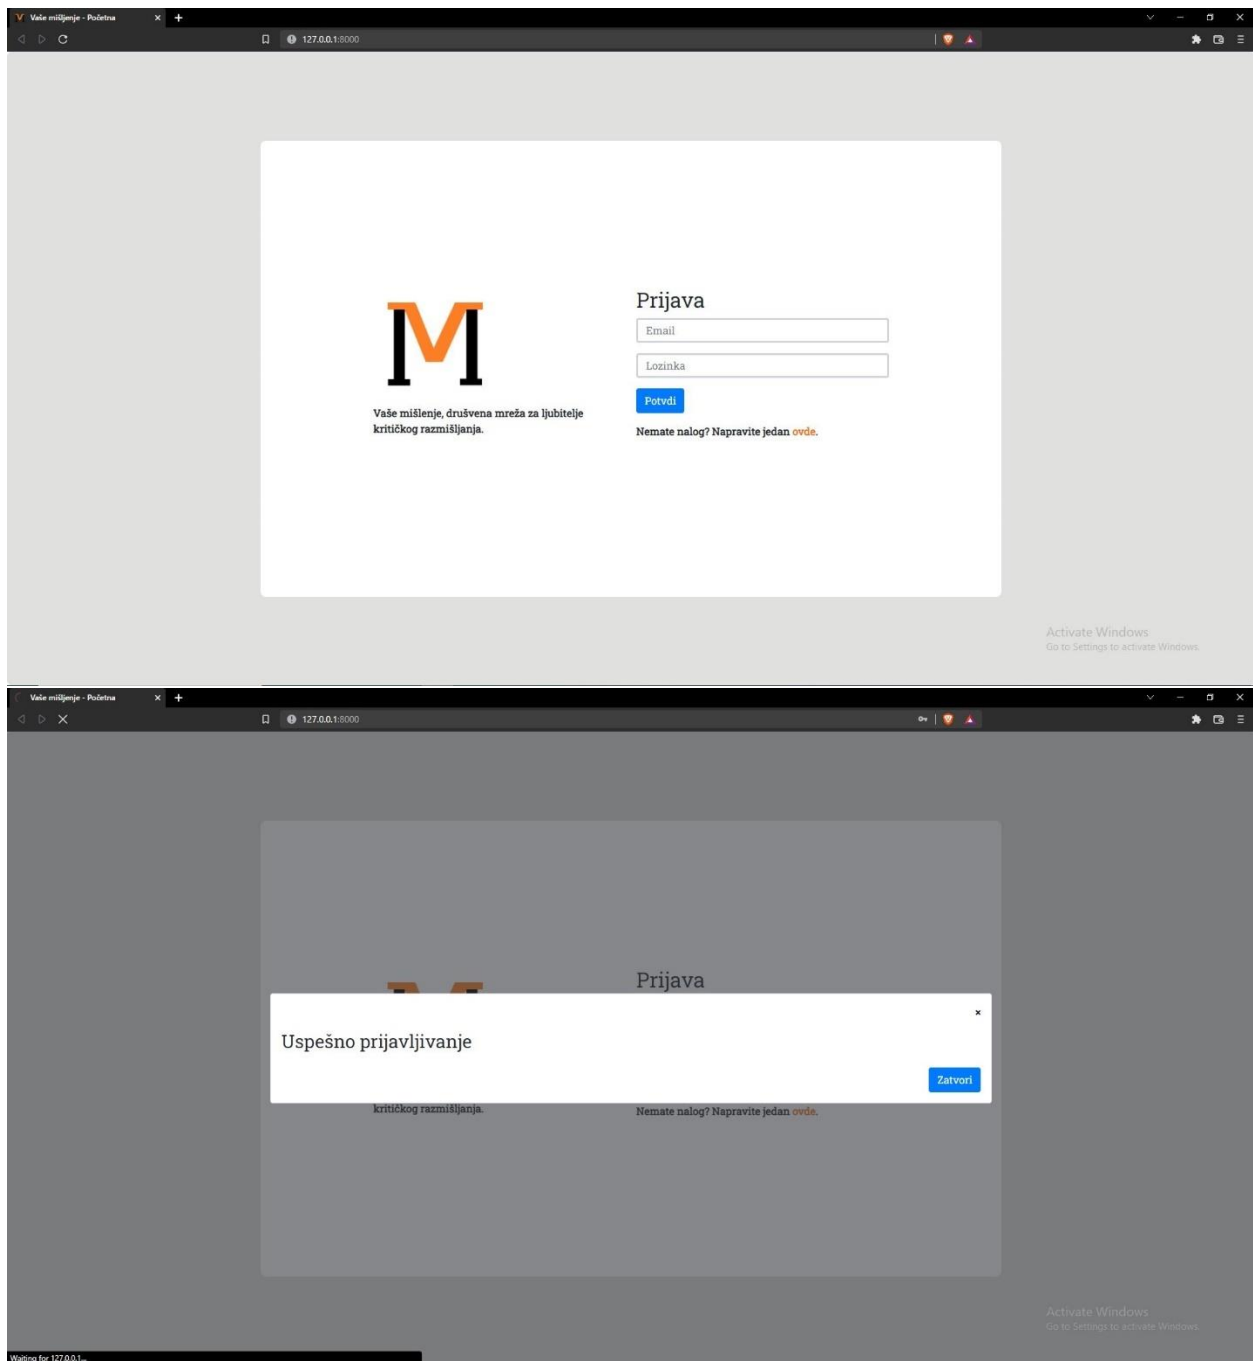 Vaše mišljenje - Početna
127.0.0.1:8000
Prijava
Email
Lozinka
Potvdi
Vaše mišlenje, drušvena mreža za ljubitelje
kritičkog razmišljanja.
Nemate nalog? Napravite jedan ovde.
Activate Windows
Go to Settings to activate Windows.
Vaše mišljenje - Početna
127.0.0.1:8000
Prijava
Uspešno prijavljivanje
Zatvori
kritičkog razmišljanja.
Nemate nalog? Napravite jedan ovde.
Activate Windows
Go to Settings to activate Windows.
Waiting for 127.0.0.1...